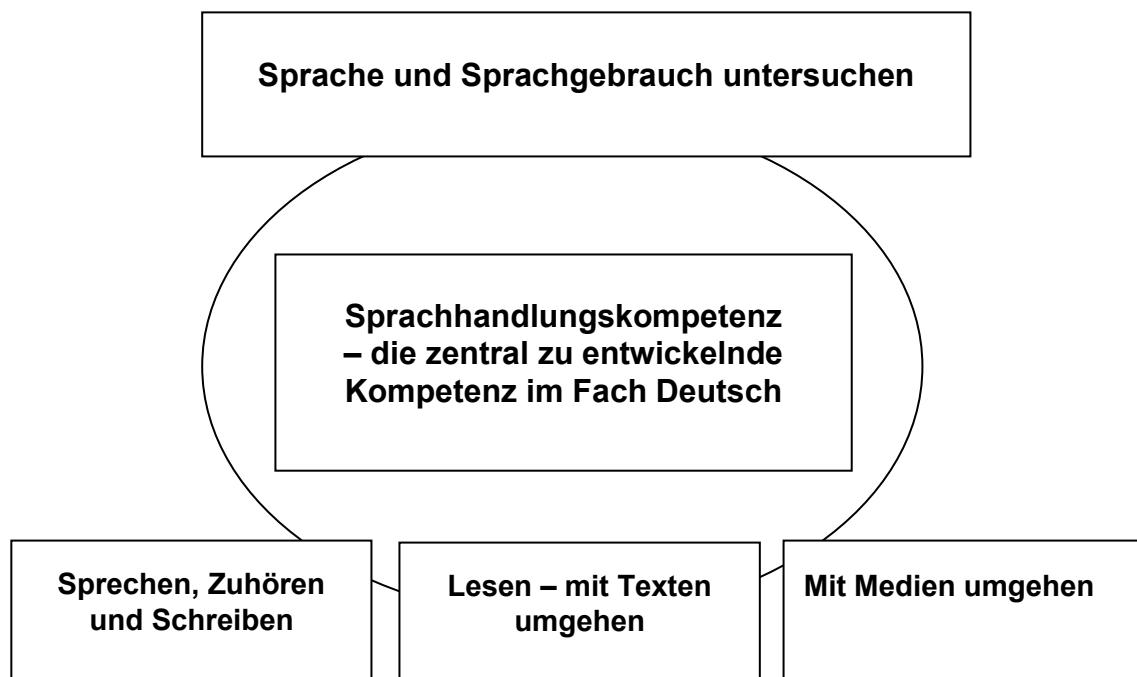 Sprache und Sprachgebrauch untersuchen
Sprachhandlungskompetenz
– die zentral zu entwickelnde
Kompetenz im Fach Deutsch
Sprechen, Zuhören
und Schreiben
Lesen – mit Texten
umgehen
Mit Medien umgehen